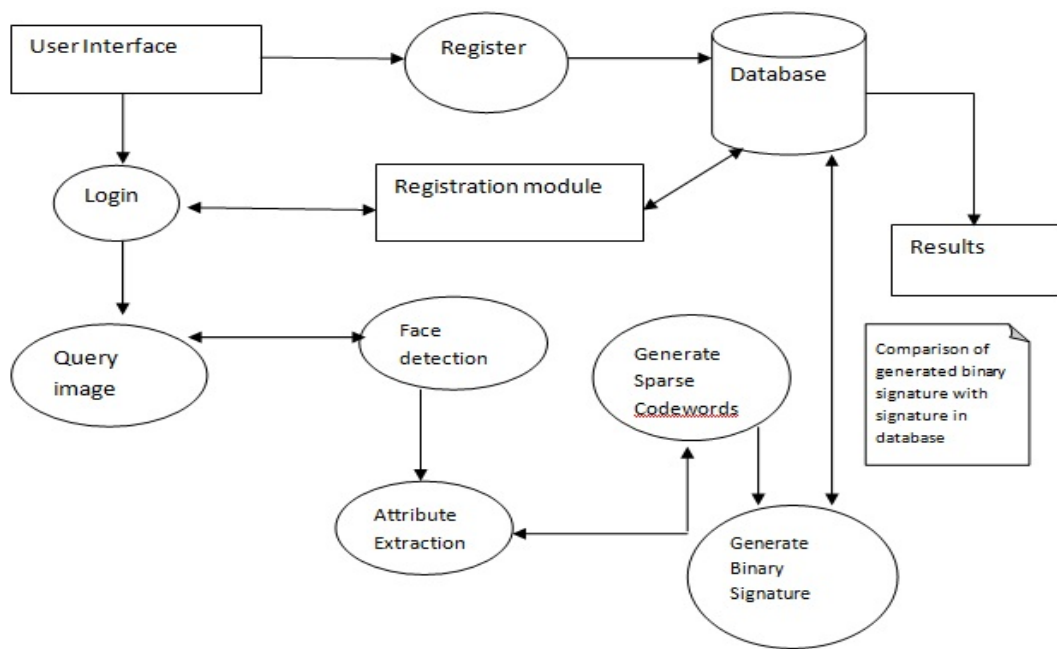 User Interface
Register
Database
Login
Registration module
Results
Query
image
Face
detection
Generate
Sparse
Codewords
Comparison of
generated binary
signature with
signature in
database
Attribute
Extraction
Generate
Binary
Signature